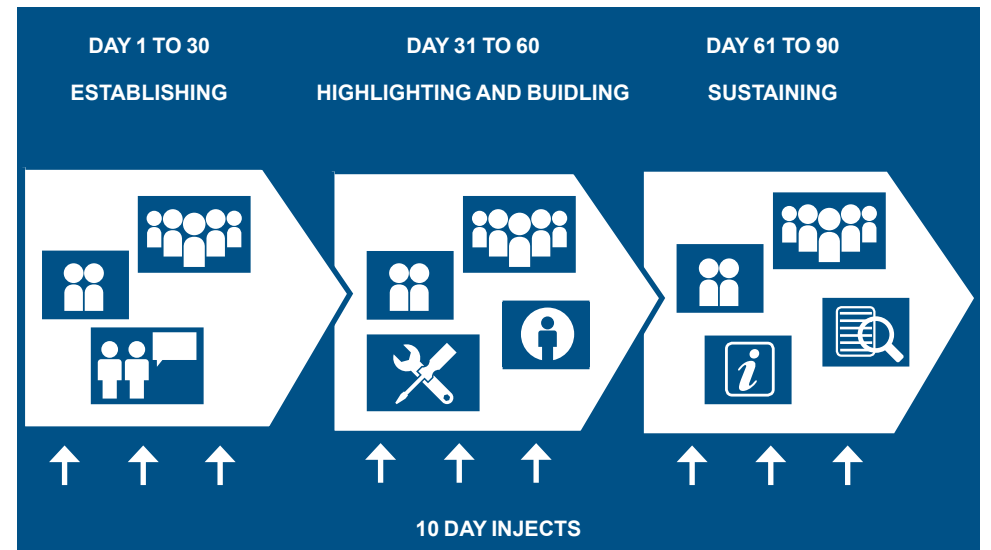 DAY 1 TO 30
ESTABLISHING
DAY 31 TO 60
HIGHLIGHTING AND BUIDLING
DAY 61 TO 90
SUSTAINING
i
10 DAY INJECTS